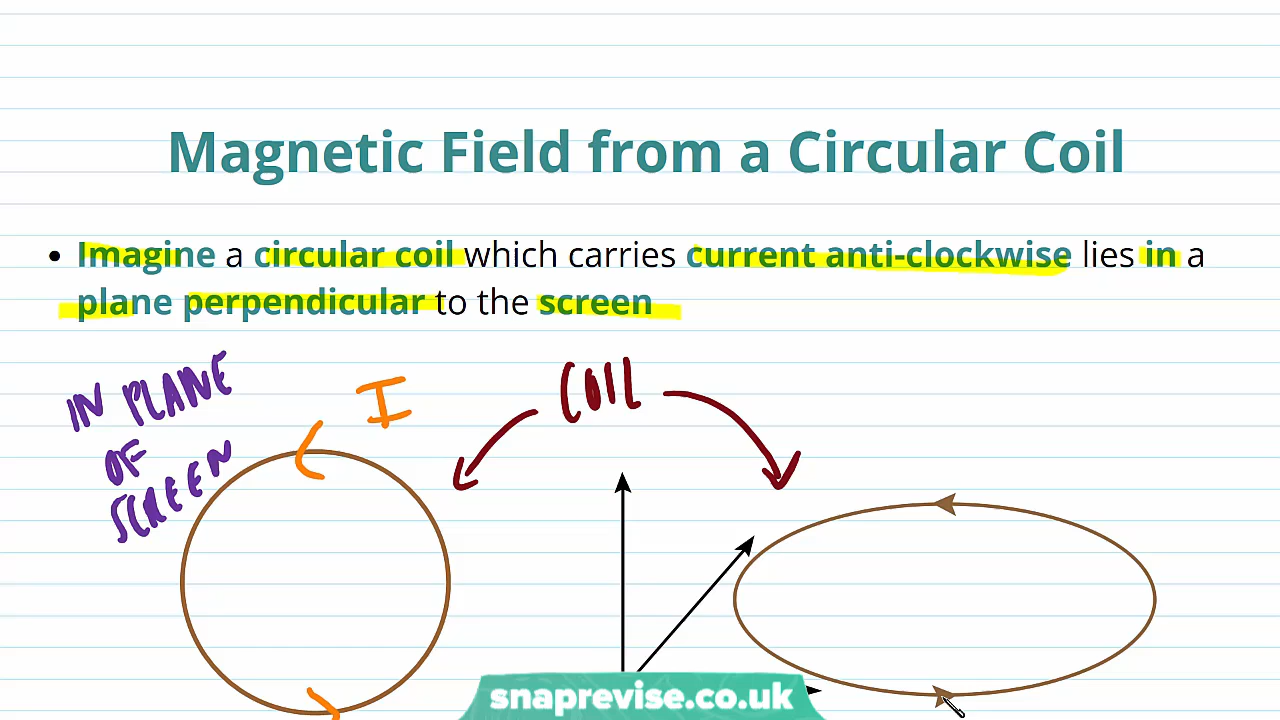 Magnetic Field from a Circular Coil
• Imagine a circular coil which carries current anti-clockwise lies in a
plane perpendicular to the screen
IN PLANE
OF
SCREEN
I
COIL
snaprevise.co.uk